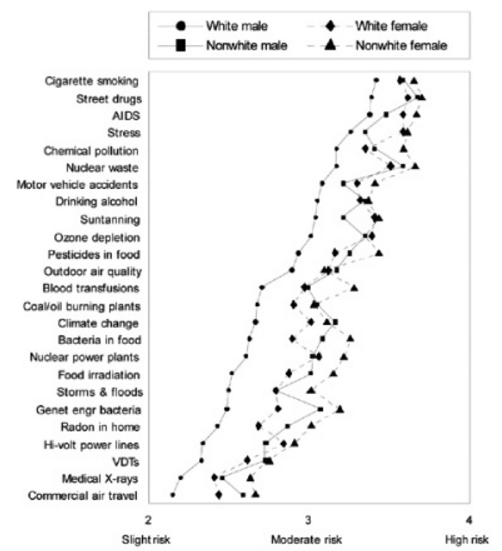 White male White female
Nonwhite male Nonwhite female
Cigarette smoking
Street drugs
AIDS
Stress
Chemical pollution
Nuclear waste
Motor vehicle accidents
Drinking alcohol
Suntanning
Ozone depletion
Pesticides in food
Outdoor air quality
Blood transfusions
Coal/oil burning plants
Climate change
Bacteria in food
Nuclear power plants
Food irradiation
Storms & floods
Genet engr bacteria
Radon in home
Hi-volt power lines
VDTs
Medical X-rays
Commercial air travel
2 3 4
Slight risk Moderate risk High risk